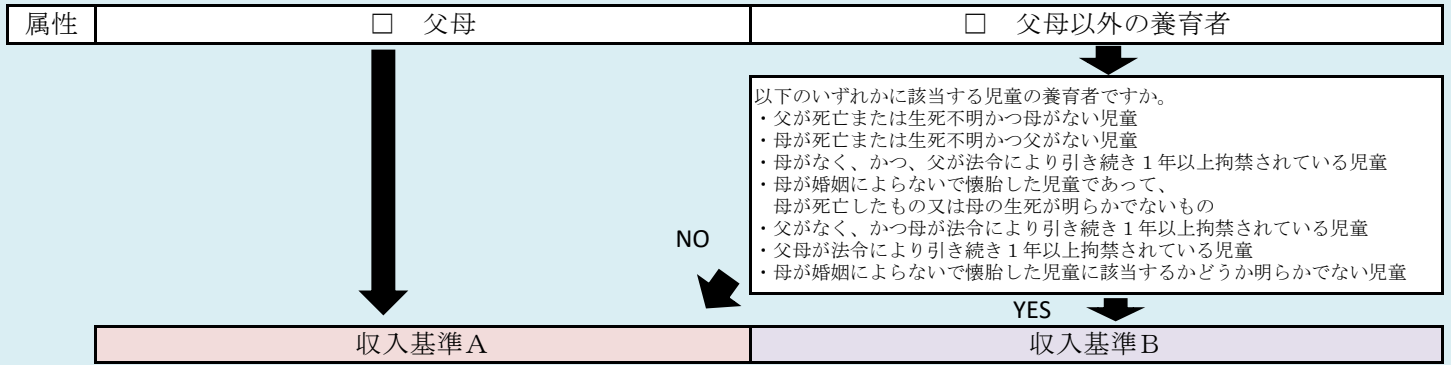 属性
□ 父母
□ 父母以外の養育者
以下のいずれかに該当する児童の養育者ですか。
・父が死亡または生死不明かつ母がない児童
・母が死亡または生死不明かつ父がない児童
・母がなく、かつ、父が法令により引き続き１年以上拘禁されている児童
・母が婚姻によらないで懐胎した児童であって、
母が死亡したもの又は母の生死が明らかでないもの
・父がなく、かつ母が法令により引き続き１年以上拘禁されている児童
・父母が法令により引き続き１年以上拘禁されている児童
・母が婚姻によらないで懐胎した児童に該当するかどうか明らかでない児童
NO
YES
収入基準Ａ
収入基準Ｂ